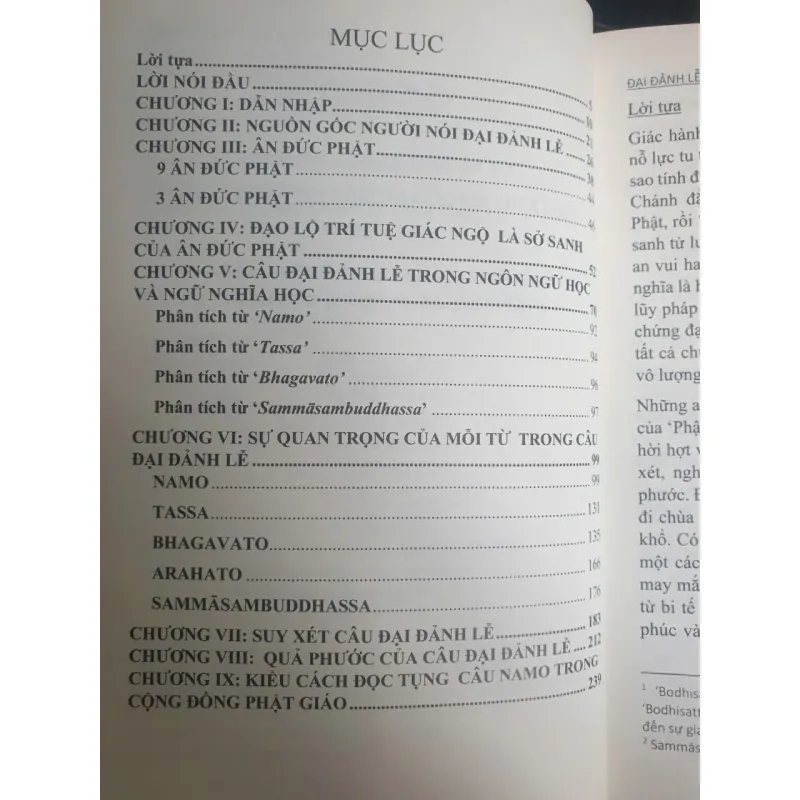 MỤC LỤC
Lời tựa
LỜI NÓI ĐẦU
CHƯƠNG I: DẪN NHẬP
CHƯƠNG II: NGUỒN GỐC NGƯỜI NÓI ĐẠI ĐẢNH LỄ
CHƯƠNG III: ÂN ĐỨC PHẬT
9 ÂN ĐỨC PHẬT
3 ÂN ĐỨC PHẬT
CHƯƠNG IV: ĐẠO LỘ TRÍ TUỆ GIÁC NGỘ LÀ SỞ SANH
CỦA ÂN ĐỨC PHẬT 52
CHƯƠNG V: CÂU ĐẠI ĐẢNH LỄ TRONG NGÔN NGỮ HỌC
VÀ NGỮ NGHĨA HỌC 70
Phân tích từ ‘Namo’ 92
Phân tích từ ‘Tassa’ 94
Phân tích từ ‘Bhagavato’ 96
Phân tích từ ‘Sammāsambuddhassa’ 97
CHƯƠNG VI: SỰ QUAN TRỌNG CỦA MỖI TỪ TRONG CÂU
ĐẠI ĐẢNH LỄ 99
NAMO 99
TASSA 131
BHAGAVATO 135
ARAHATO 166
SAMMĀSAMBUDDHASSA 176
CHƯƠNG VII: SUY XÉT CÂU ĐẠI ĐẢNH LỄ 183
CHƯƠNG VIII: QUẢ PHƯỚC CỦA CÂU ĐẠI ĐẢNH LỄ 212
CHƯƠNG IX: KIỂU CÁCH ĐỌC TỤNG CÂU NAMO TRONG
CỘNG ĐỒNG PHẬT GIÁO 239
ĐẠI ĐẢNH LỄ
Lời tựa
Giác hành
nỗ lực tu
sao tính đ
Chánh đẳ
Phật, rồi
sanh tử lu
an vui ha
nghĩa là h
lũy pháp
chứng đạ
tất cả chú
vô lượng
Những a
của ‘Phậ
hời hợt v
xét, ngh
phước. Đ
đi chùa
khổ. Có
một các
may mắ
từ bi tế
phúc và
1 ‘Bodhisa
‘Bodhisatt
đến sự gia
2 Sammās